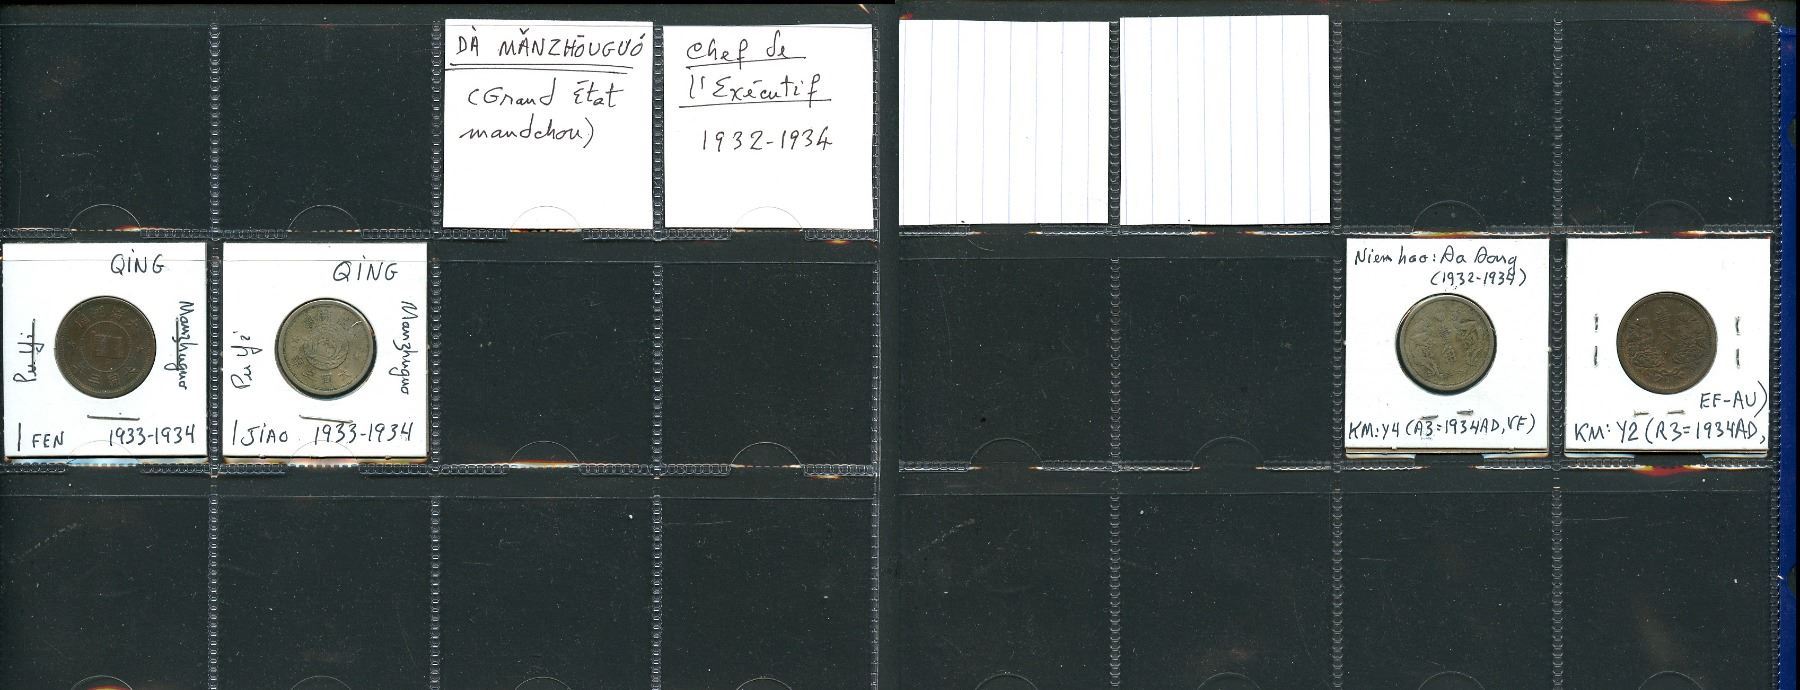 DÀ MǍNZHŌUGUÓ
(Grand État
mandchou)
Chef de
l'Exécutif
1932-1934
QING
Pu Yi
Manzhuguo
1 FEN 1933-1934
QING
Pu Yi
Manzhuguo
1 JIAO 1933-1934
Nien hao: Da Dong
(1932-1934)
KM: Y4 (A3=1934AD, VF)
EF-AU)
KM: Y2 (R3=1934AD,